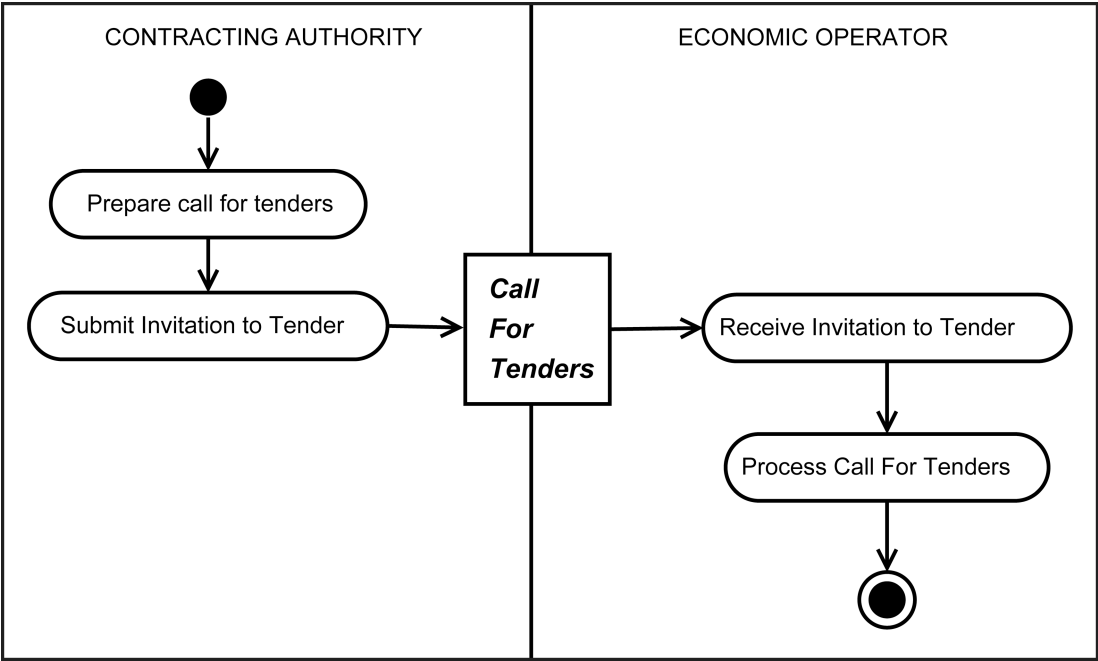 CONTRACTING AUTHORITY
ECONOMIC OPERATOR
Prepare call for tenders
Submit Invitation to Tender
Call
For
Tenders
Receive Invitation to Tender
Process Call For Tenders